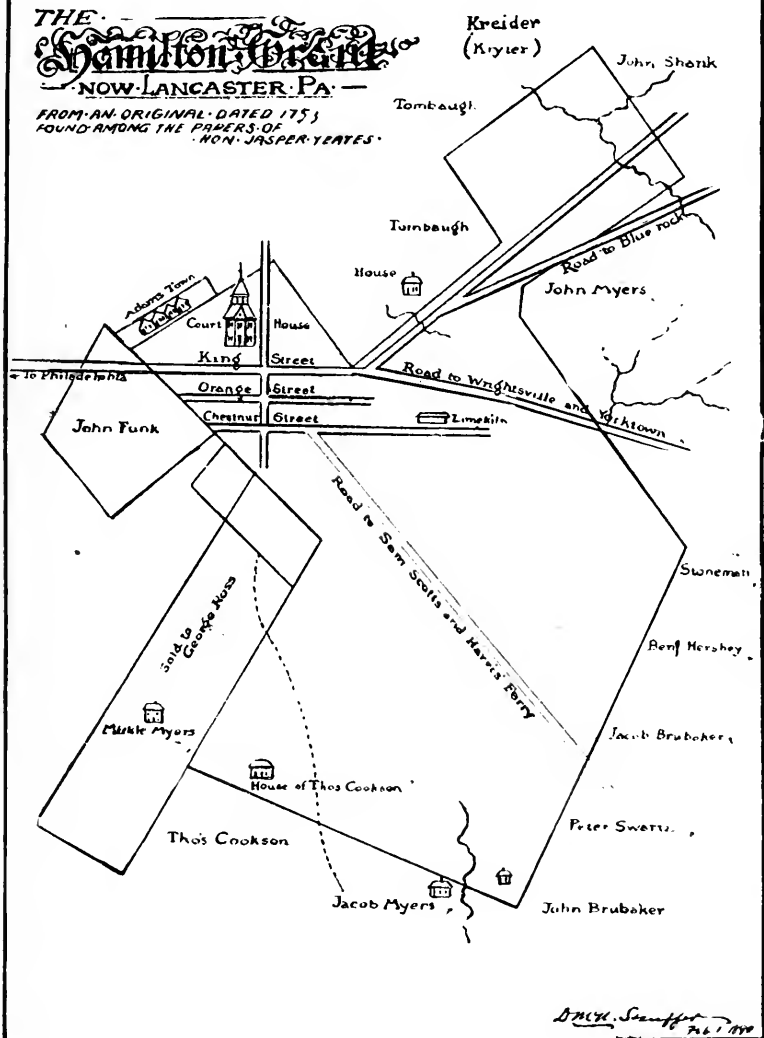 THE
Hamilton Grant
NOW·LANCASTER·PA·
FROM·AN·ORIGINAL·DATED 1753
FOUND·AMONG THE PAPERS·OF
·HON·JASPER·YEATES·
Kreider
John Shank
Tombaugh
Turnbaugh
Road to Blue rock
House
John Myers
Adams Town
Court House
King Street
To Philadelphia
Road to Wrightsville and Yorktown
Orange Street
Chestnut Street
Limekiln
John Funk
Road to Sam Scotts and Harris' Ferry
Sold to
George Ross
Stoneman
Benj Hershey
Mickle Myers
Jacob Brubaker
House of Thos Cookson
Peter Swartz
Tho's Cookson
Jacob Myers
John Brubaker